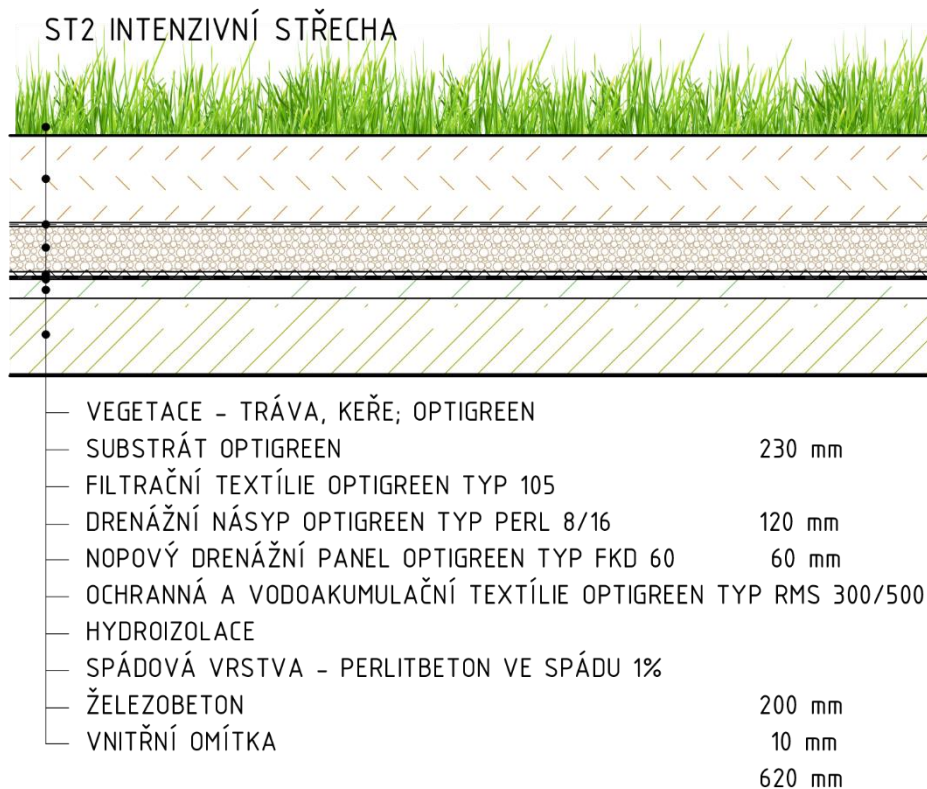 ST2 INTENZIVNÍ STŘECHA
VEGETACE - TRÁVA, KEŘE; OPTIGREEN
SUBSTRÁT OPTIGREEN 230 mm
FILTRAČNÍ TEXTÍLIE OPTIGREEN TYP 105
DRENÁŽNÍ NÁSYP OPTIGREEN TYP PERL 8/16 120 mm
NOPOVÝ DRENÁŽNÍ PANEL OPTIGREEN TYP FKD 60 60 mm
OCHRANNÁ A VODOAKUMULAČNÍ TEXTÍLIE OPTIGREEN TYP RMS 300/500
HYDROIZOLACE
SPÁDOVÁ VRSTVA - PERLITBETON VE SPÁDU 1%
ŽELEZOBETON 200 mm
VNITŘNÍ OMÍTKA 10 mm
620 mm